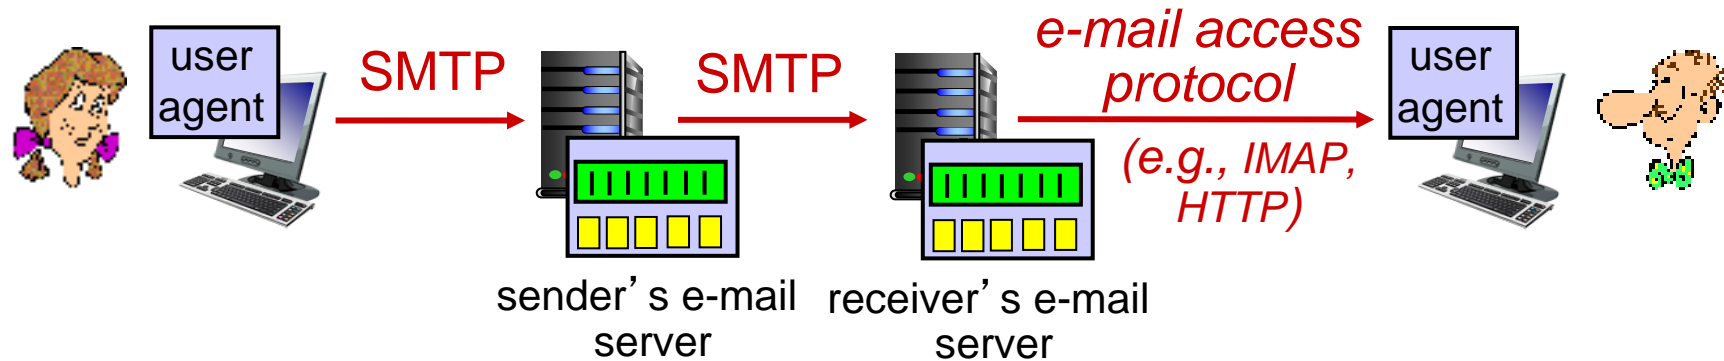 user
agent
SMTP
SMTP
e-mail access
protocol
(e.g., IMAP,
HTTP)
user
agent
sender’s e-mail
server
receiver’s e-mail
server